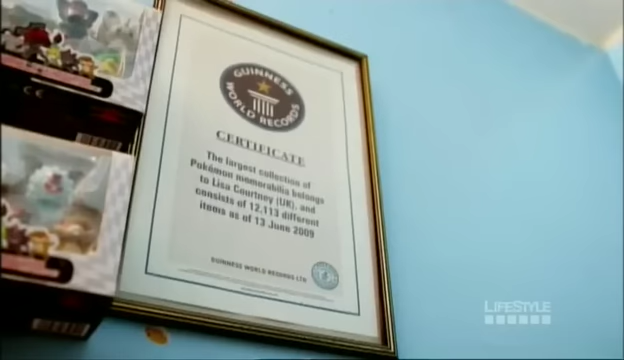 GUINNESS
WORLD RECORDS
CERTIFICATE
The largest collection of
Pokémon memorabilia belongs
to Lisa Courtney (UK), and
consists of 12,113 different
items as of 13 June 2009
GUINNESS WORLD RECORDS LTD
CE
LIFESTYLE